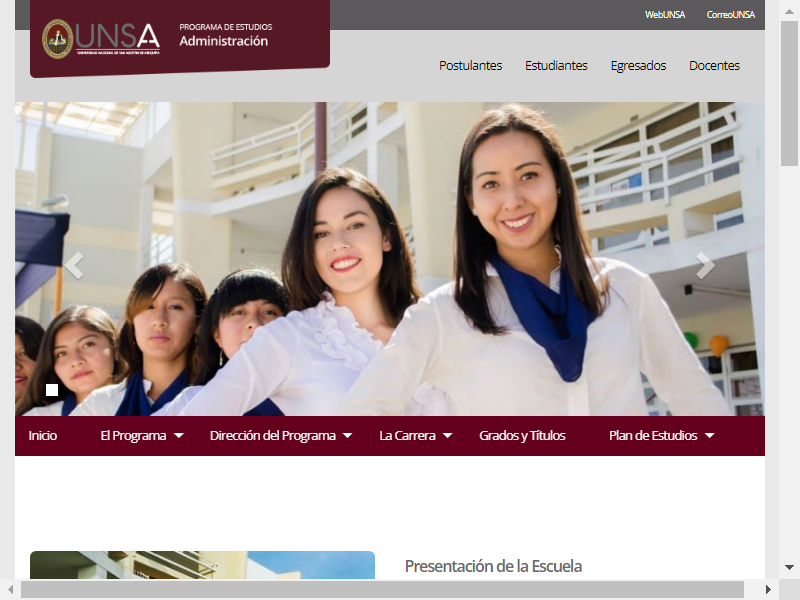 WebUNSA CorreoUNSA
UNSA
UNIVERSIDAD NACIONAL DE SAN AGUSTÍN DE AREQUIPA
PROGRAMA DE ESTUDIOS
Administración
Postulantes Estudiantes Egresados Docentes
Inicio El Programa Dirección del Programa La Carrera Grados y Títulos Plan de Estudios
Presentación de la Escuela